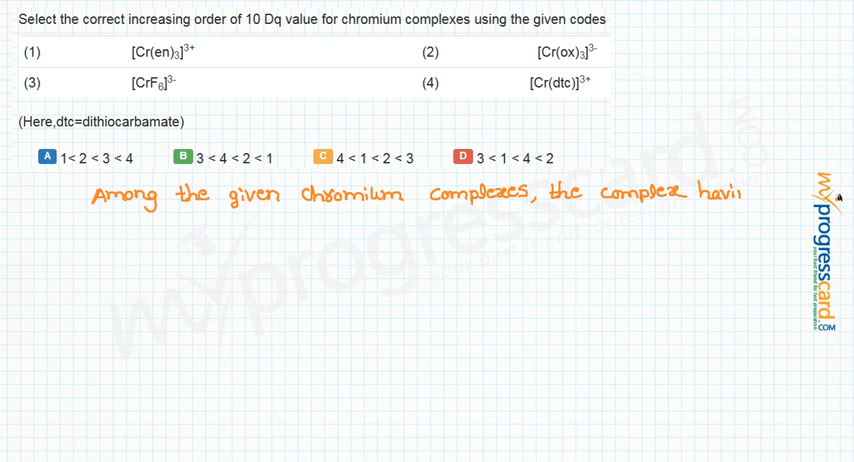 Select the correct increasing order of 10 Dq value for chromium complexes using the given codes
(1) [Cr(en)₃]³⁺ (2) [Cr(ox)₃]³⁻
(3) [CrF₆]³⁻ (4) [Cr(dtc)]³⁺
(Here,dtc=dithiocarbamate)
A 1< 2 < 3 < 4 B 3 < 4 < 2 < 1 C 4 < 1 < 2 < 3 D 3 < 1 < 4 < 2
Among the given chromium complexes, the complex havi
myprogresscard
.COM